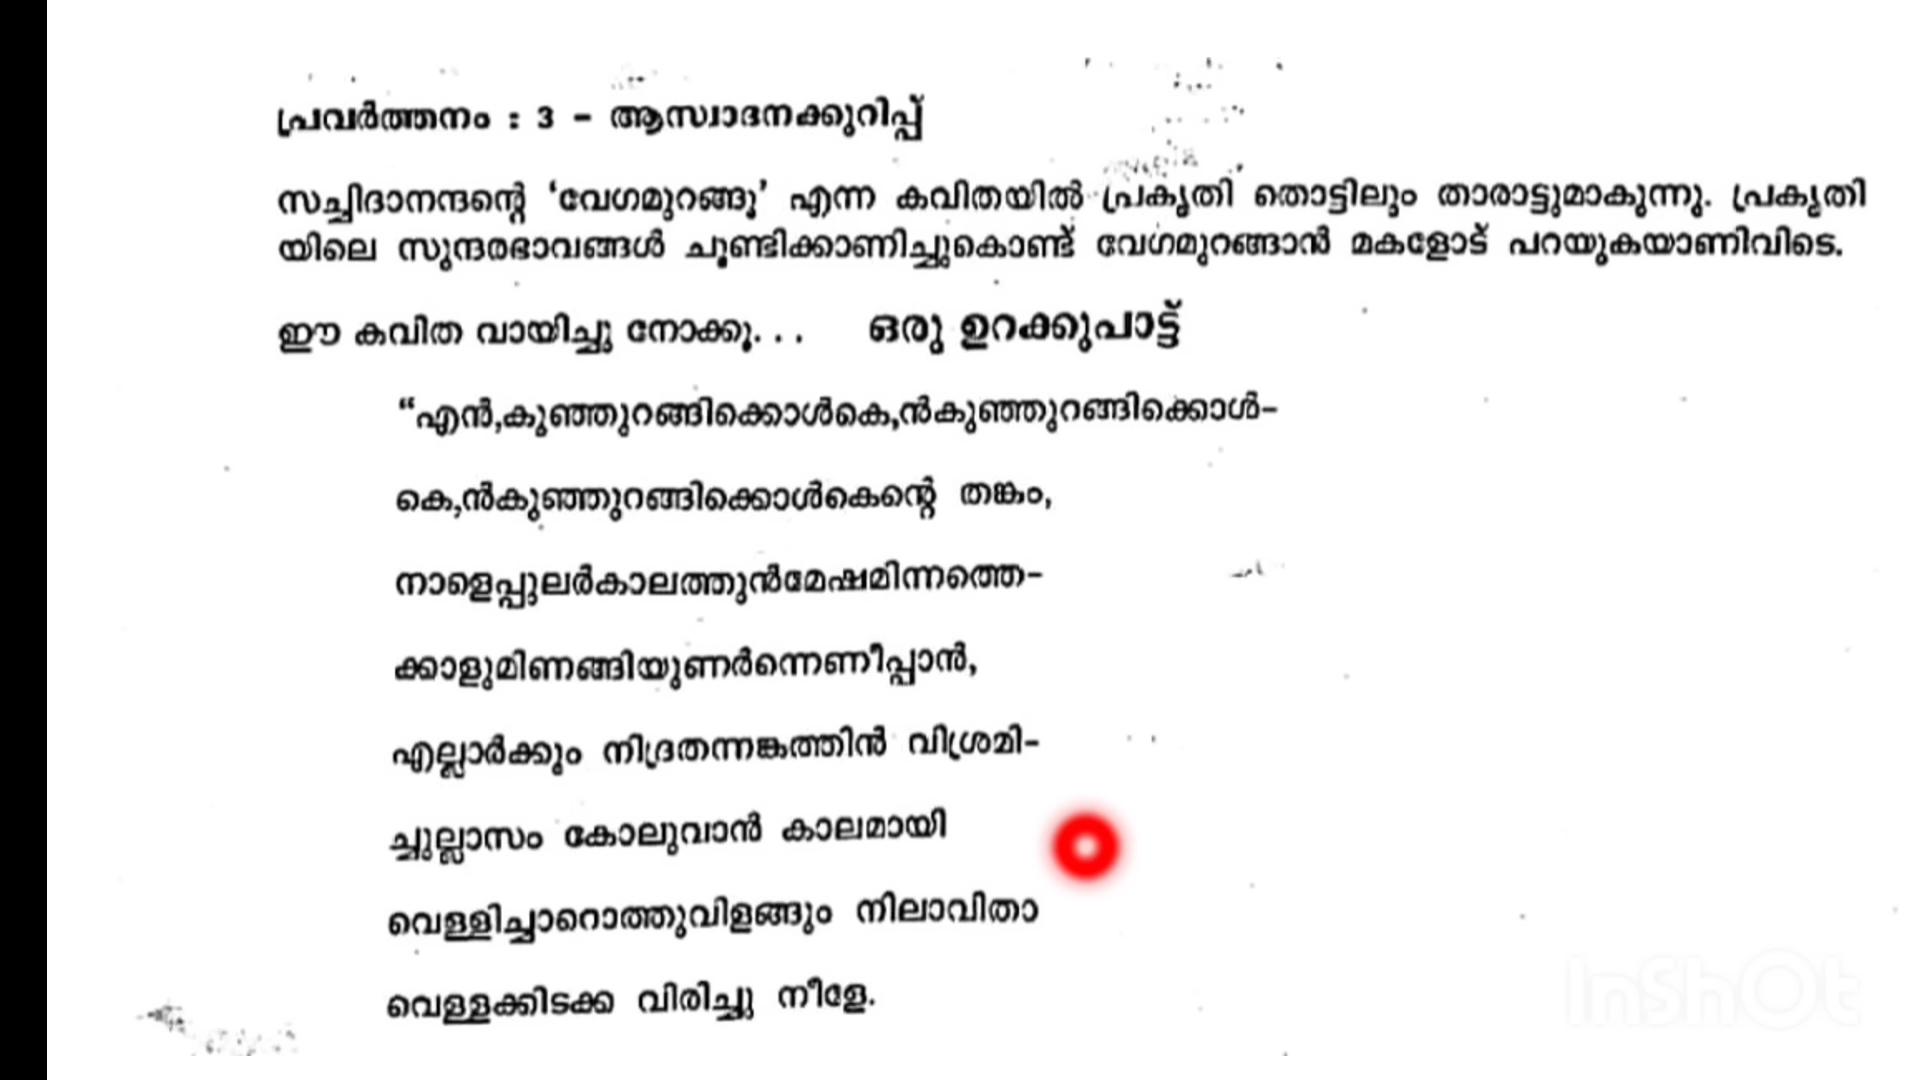 പ്രവർത്തനം : 3 - ആസ്വാദനക്കുറിപ്പ്
സച്ചിദാനന്ദന്റെ 'വേഗമുറങ്ങൂ' എന്ന കവിതയിൽ പ്രകൃതി തൊട്ടിലും താരാട്ടുമാകുന്നു. പ്രകൃതി
യിലെ സുന്ദരഭാവങ്ങൾ ചൂണ്ടിക്കാണിച്ചുകൊണ്ട് വേഗമുറങ്ങാൻ മകളോട് പറയുകയാണിവിടെ.
ഈ കവിത വായിച്ചു നോക്കൂ... ഒരു ഉറക്കുപാട്ട്
“എൻ,കുഞ്ഞുറങ്ങിക്കൊൾകെ,ൻകുഞ്ഞുറങ്ങിക്കൊൾ-
കെ,ൻകുഞ്ഞുറങ്ങിക്കൊൾകെന്റെ തങ്കം,
നാളെപ്പുലർകാലത്തുൻമേഷമിന്നത്തെ-
ക്കാളുമിണങ്ങിയുണർന്നെണീപ്പാൻ,
എല്ലാർക്കും നിദ്രതന്നങ്കത്തിൻ വിശ്രമി-
ച്ചുല്ലാസം കോലുവാൻ കാലമായി
വെള്ളിച്ചാറൊത്തുവിളങ്ങും നിലാവിതാ
വെള്ളക്കിടക്ക വിരിച്ചു നീളേ.
InShOt